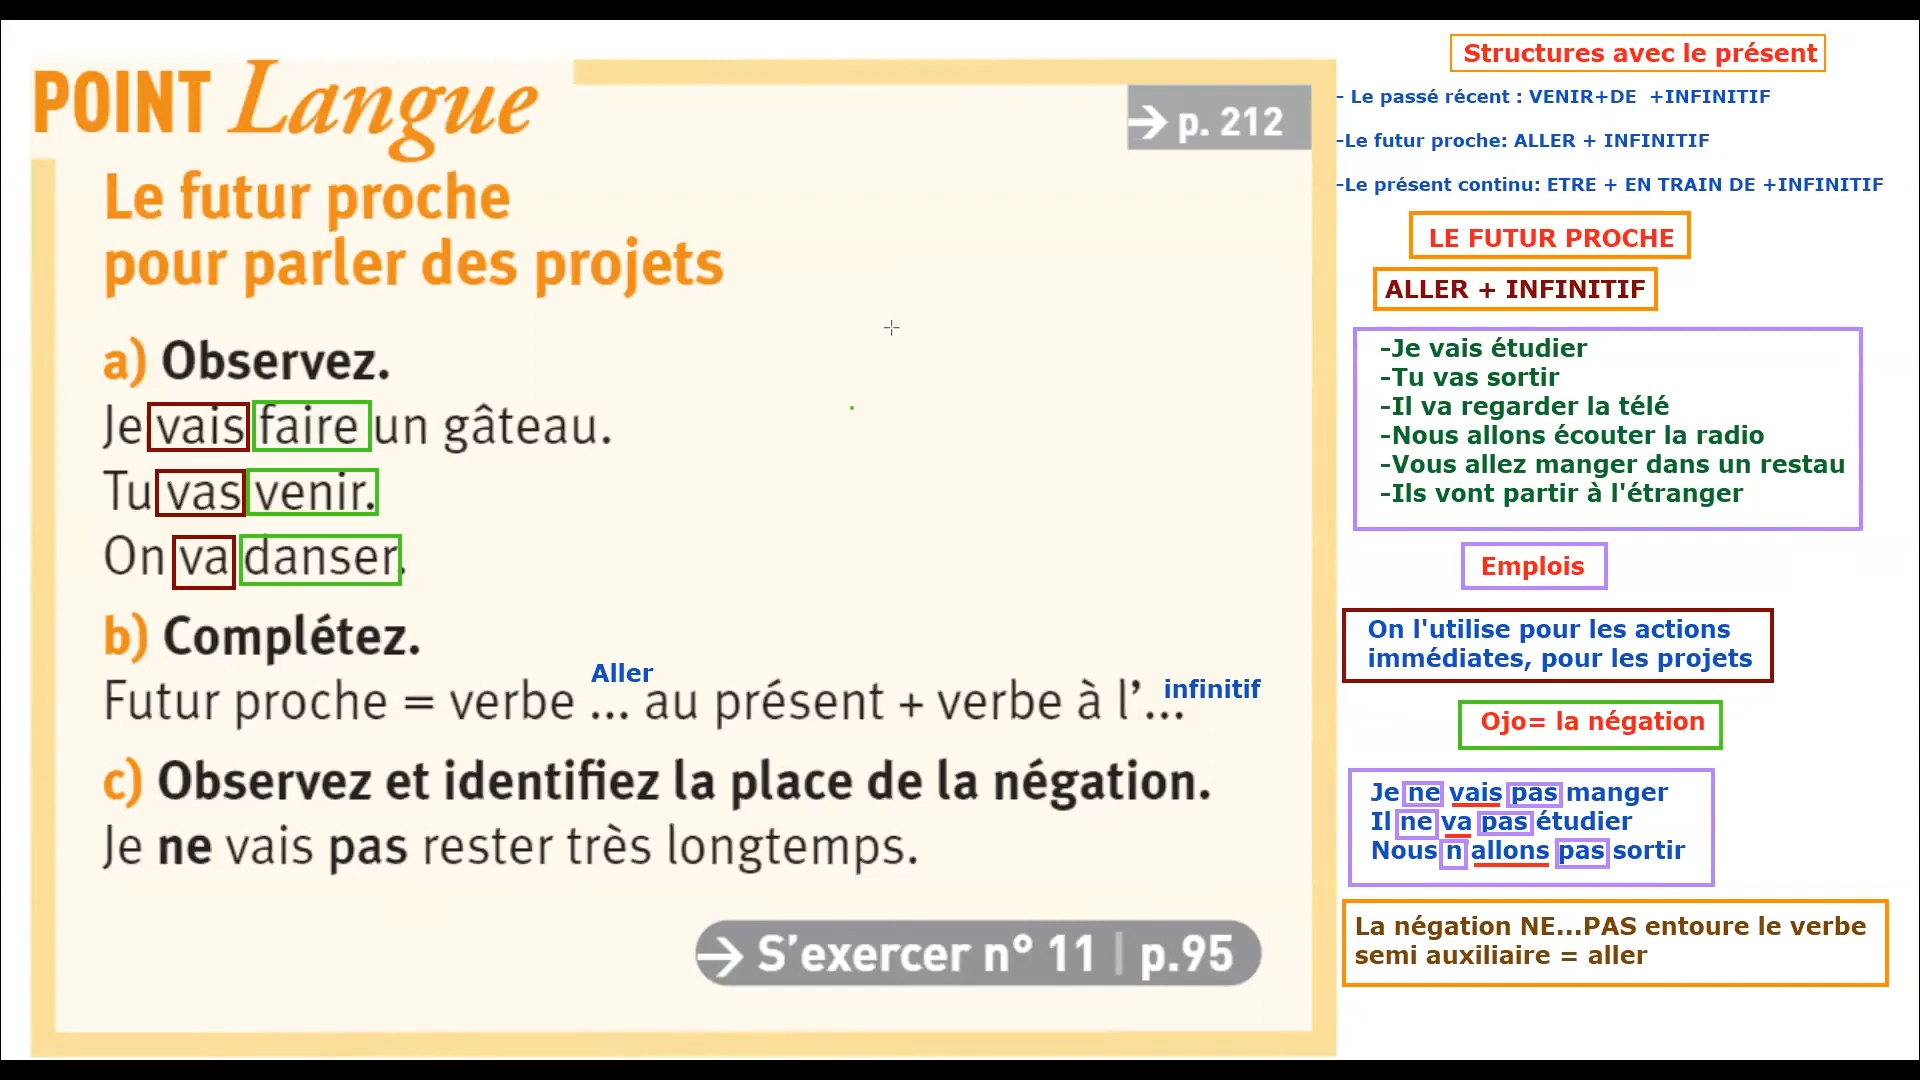 POINT Langue
→ p. 212
Le futur proche
pour parler des projets
a) Observez.
Je vais faire un gâteau.
Tu vas venir.
On va danser.
b) Complétez.
Aller
infinitif
Futur proche = verbe ... au présent + verbe à l’...
c) Observez et identifiez la place de la négation.
Je ne vais pas rester très longtemps.
→ S’exercer n° 11 | p.95
Structures avec le présent
- Le passé récent : VENIR+DE +INFINITIF
-Le futur proche: ALLER + INFINITIF
-Le présent continu: ETRE + EN TRAIN DE +INFINITIF
LE FUTUR PROCHE
ALLER + INFINITIF
-Je vais étudier
-Tu vas sortir
-Il va regarder la télé
-Nous allons écouter la radio
-Vous allez manger dans un restau
-Ils vont partir à l'étranger
Emplois
On l'utilise pour les actions
immédiates, pour les projets
Ojo= la négation
Je ne vais pas manger
Il ne va pas étudier
Nous n allons pas sortir
La négation NE...PAS entoure le verbe
semi auxiliaire = aller